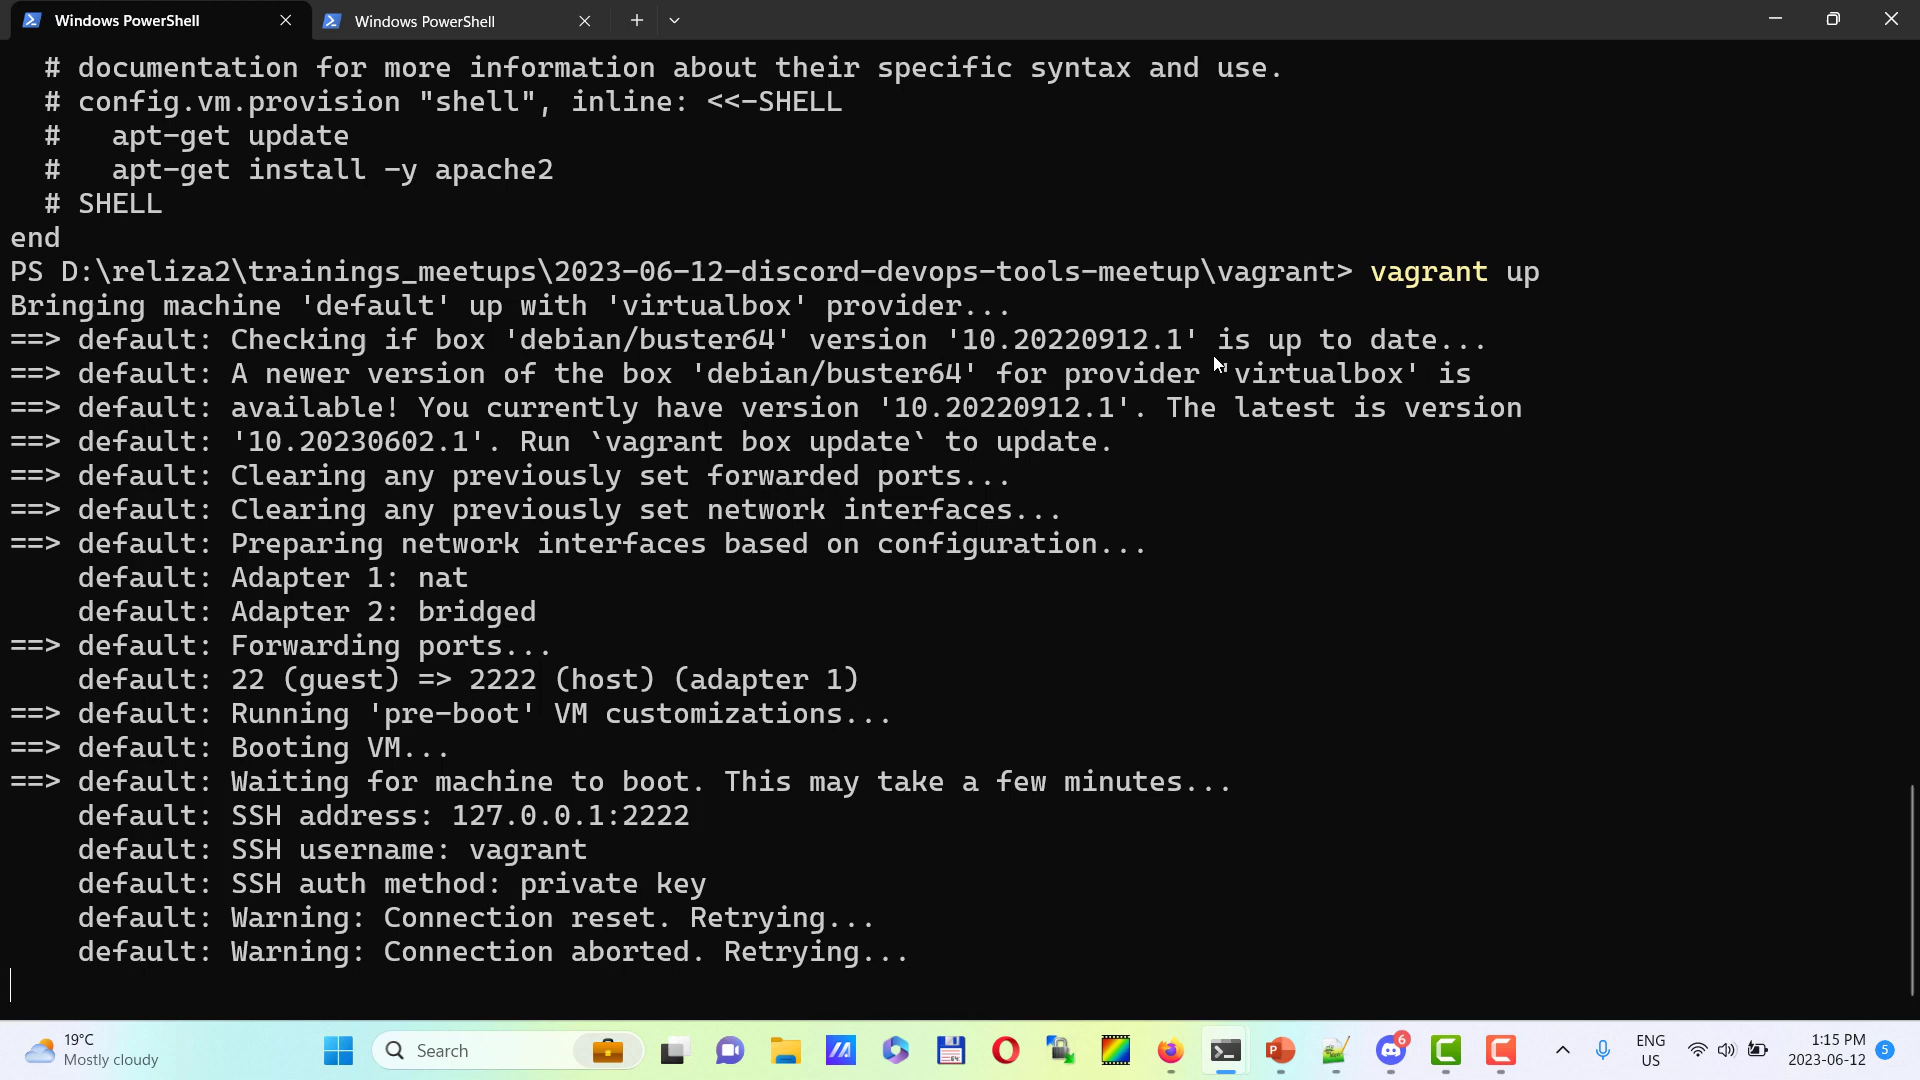 Windows PowerShell
Windows PowerShell
# documentation for more information about their specific syntax and use.
# config.vm.provision "shell", inline: <<-SHELL
#   apt-get update
#   apt-get install -y apache2
# SHELL
end
PS D:\reliza2\trainings_meetups\2023-06-12-discord-devops-tools-meetup\vagrant> vagrant up
Bringing machine 'default' up with 'virtualbox' provider...
==> default: Checking if box 'debian/buster64' version '10.20220912.1' is up to date...
==> default: A newer version of the box 'debian/buster64' for provider 'virtualbox' is
==> default: available! You currently have version '10.20220912.1'. The latest is version
==> default: '10.20230602.1'. Run `vagrant box update` to update.
==> default: Clearing any previously set forwarded ports...
==> default: Clearing any previously set network interfaces...
==> default: Preparing network interfaces based on configuration...
    default: Adapter 1: nat
    default: Adapter 2: bridged
==> default: Forwarding ports...
    default: 22 (guest) => 2222 (host) (adapter 1)
==> default: Running 'pre-boot' VM customizations...
==> default: Booting VM...
==> default: Waiting for machine to boot. This may take a few minutes...
    default: SSH address: 127.0.0.1:2222
    default: SSH username: vagrant
    default: SSH auth method: private key
    default: Warning: Connection reset. Retrying...
    default: Warning: Connection aborted. Retrying...
19°C
Mostly cloudy
Search
6
ENG
US
1:15 PM
2023-06-12
5